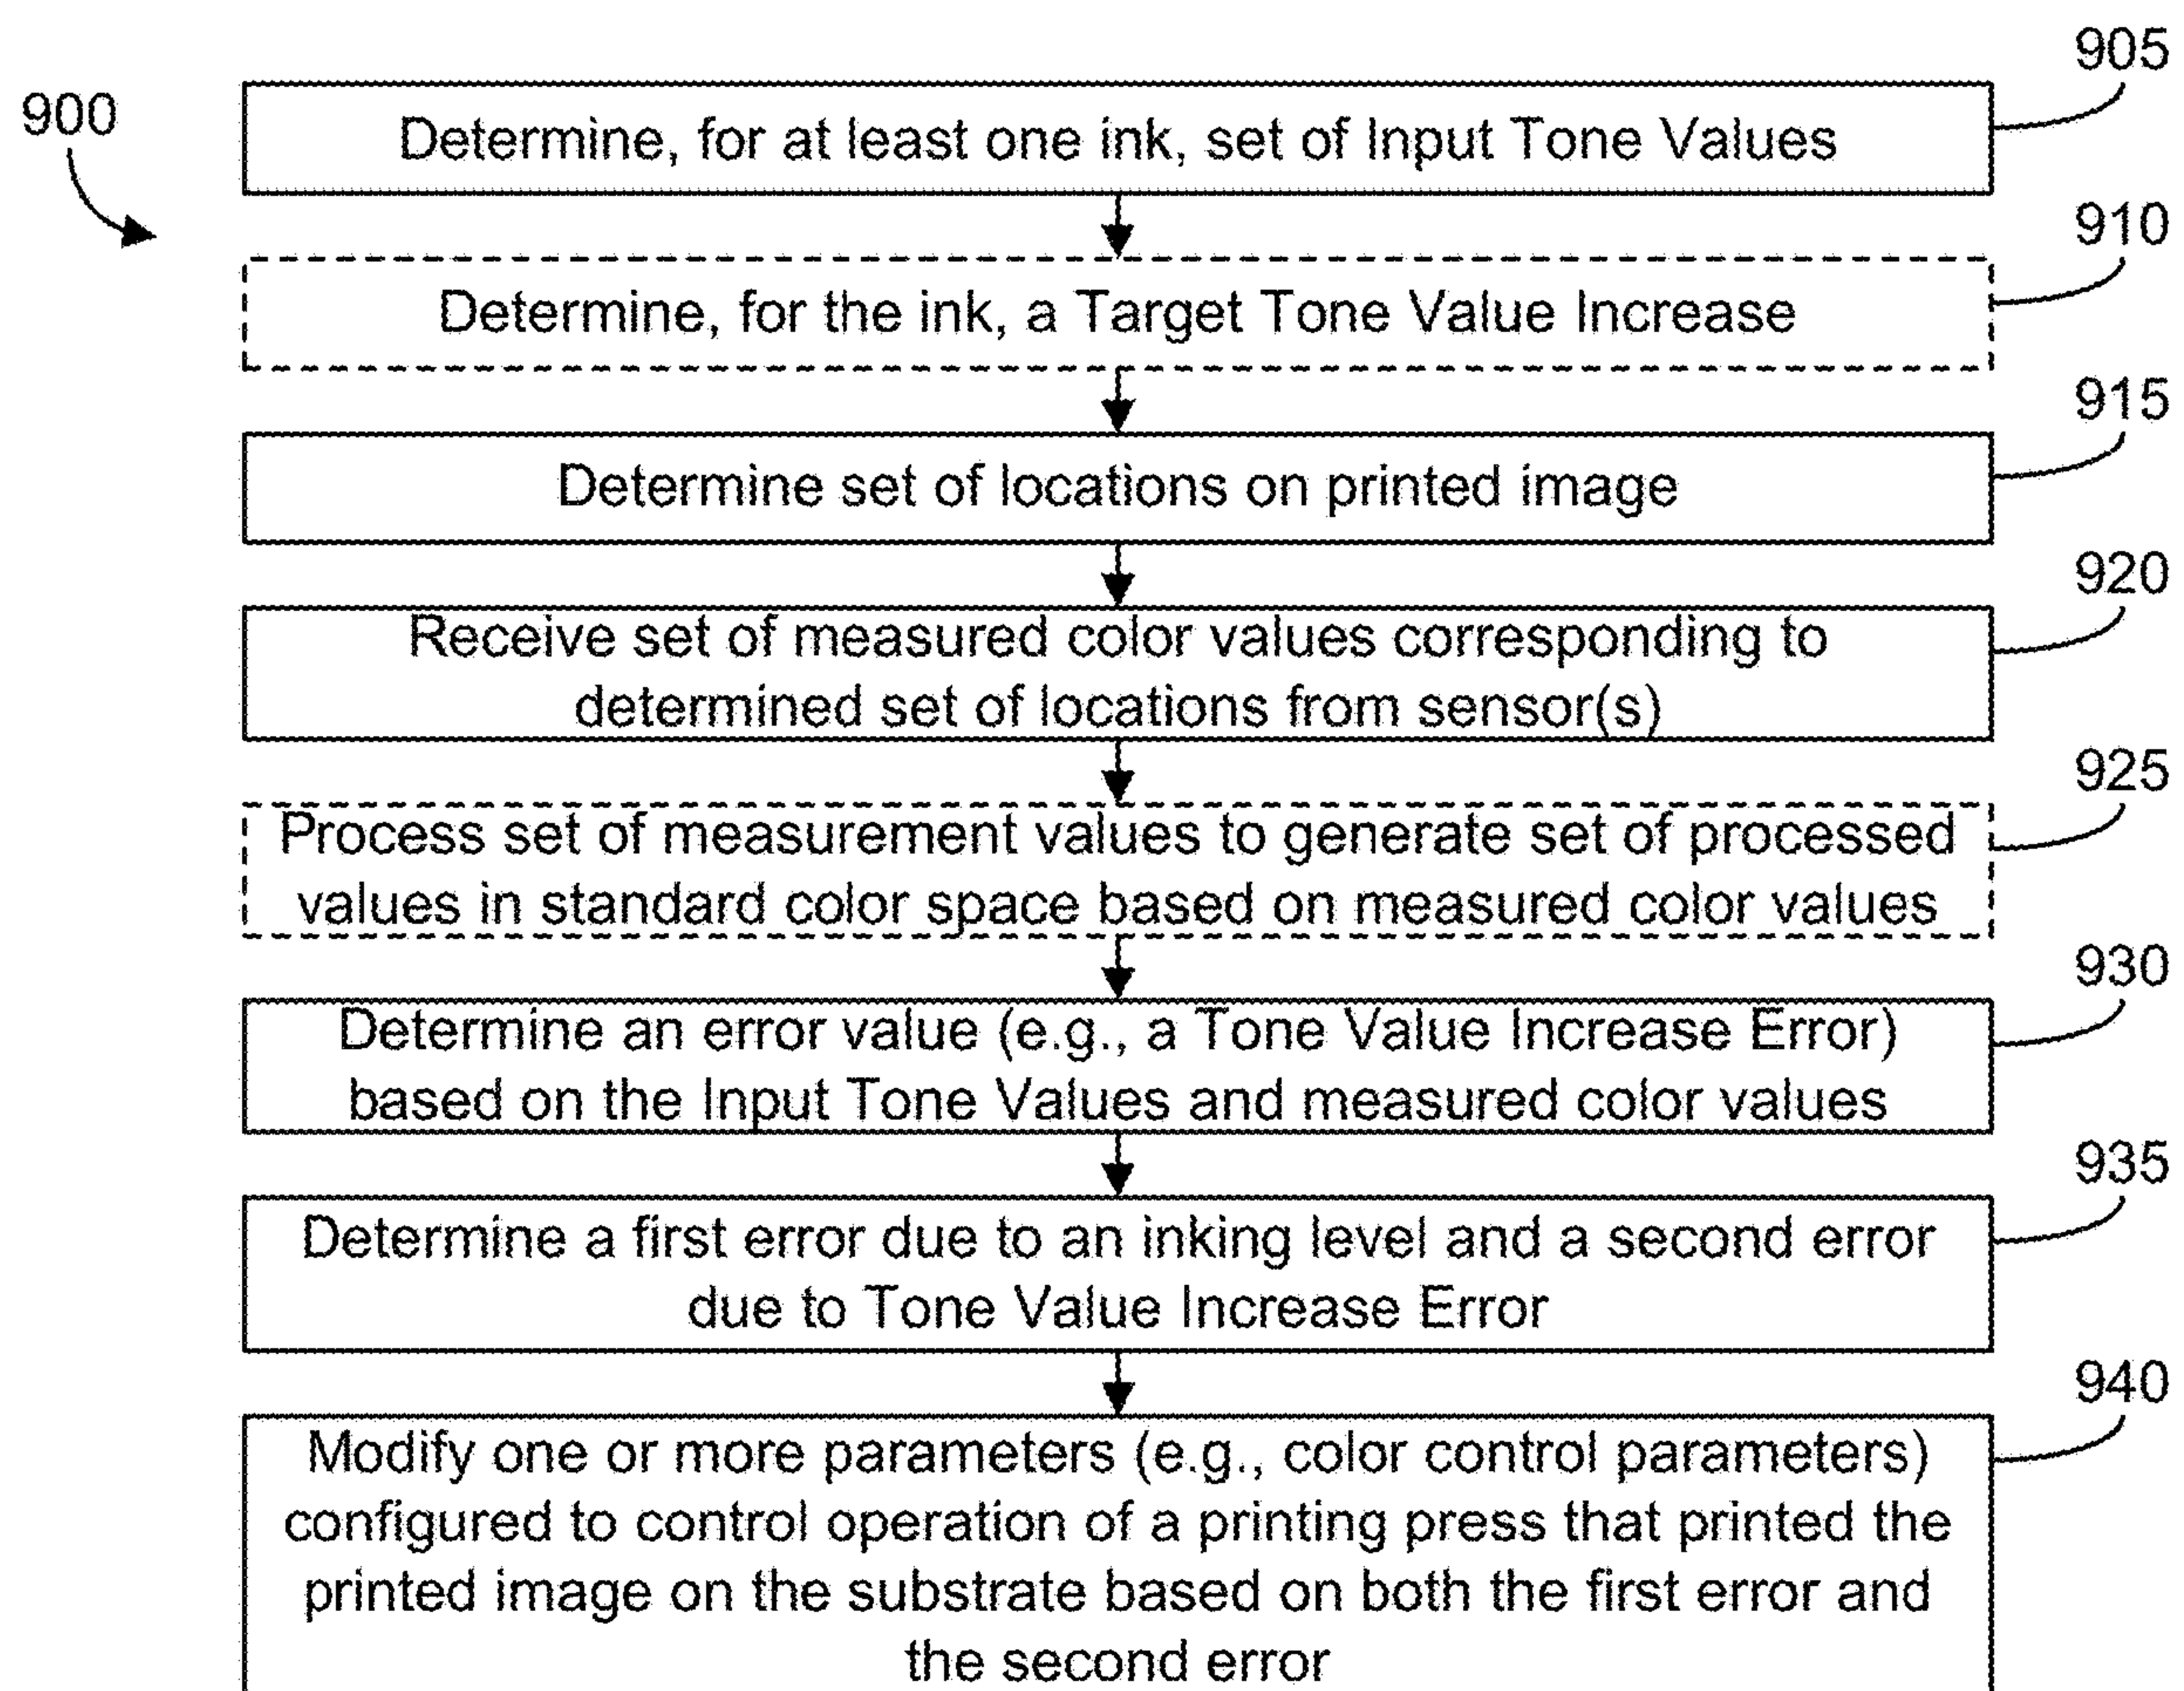 905
900
Determine, for at least one ink, set of Input Tone Values
910
Determine, for the ink, a Target Tone Value Increase
915
Determine set of locations on printed image
920
Receive set of measured color values corresponding to
determined set of locations from sensor(s)
925
Process set of measurement values to generate set of processed
values in standard color space based on measured color values
930
Determine an error value (e.g., a Tone Value Increase Error)
based on the Input Tone Values and measured color values
935
Determine a first error due to an inking level and a second error
due to Tone Value Increase Error
940
Modify one or more parameters (e.g., color control parameters)
configured to control operation of a printing press that printed the
printed image on the substrate based on both the first error and
the second error